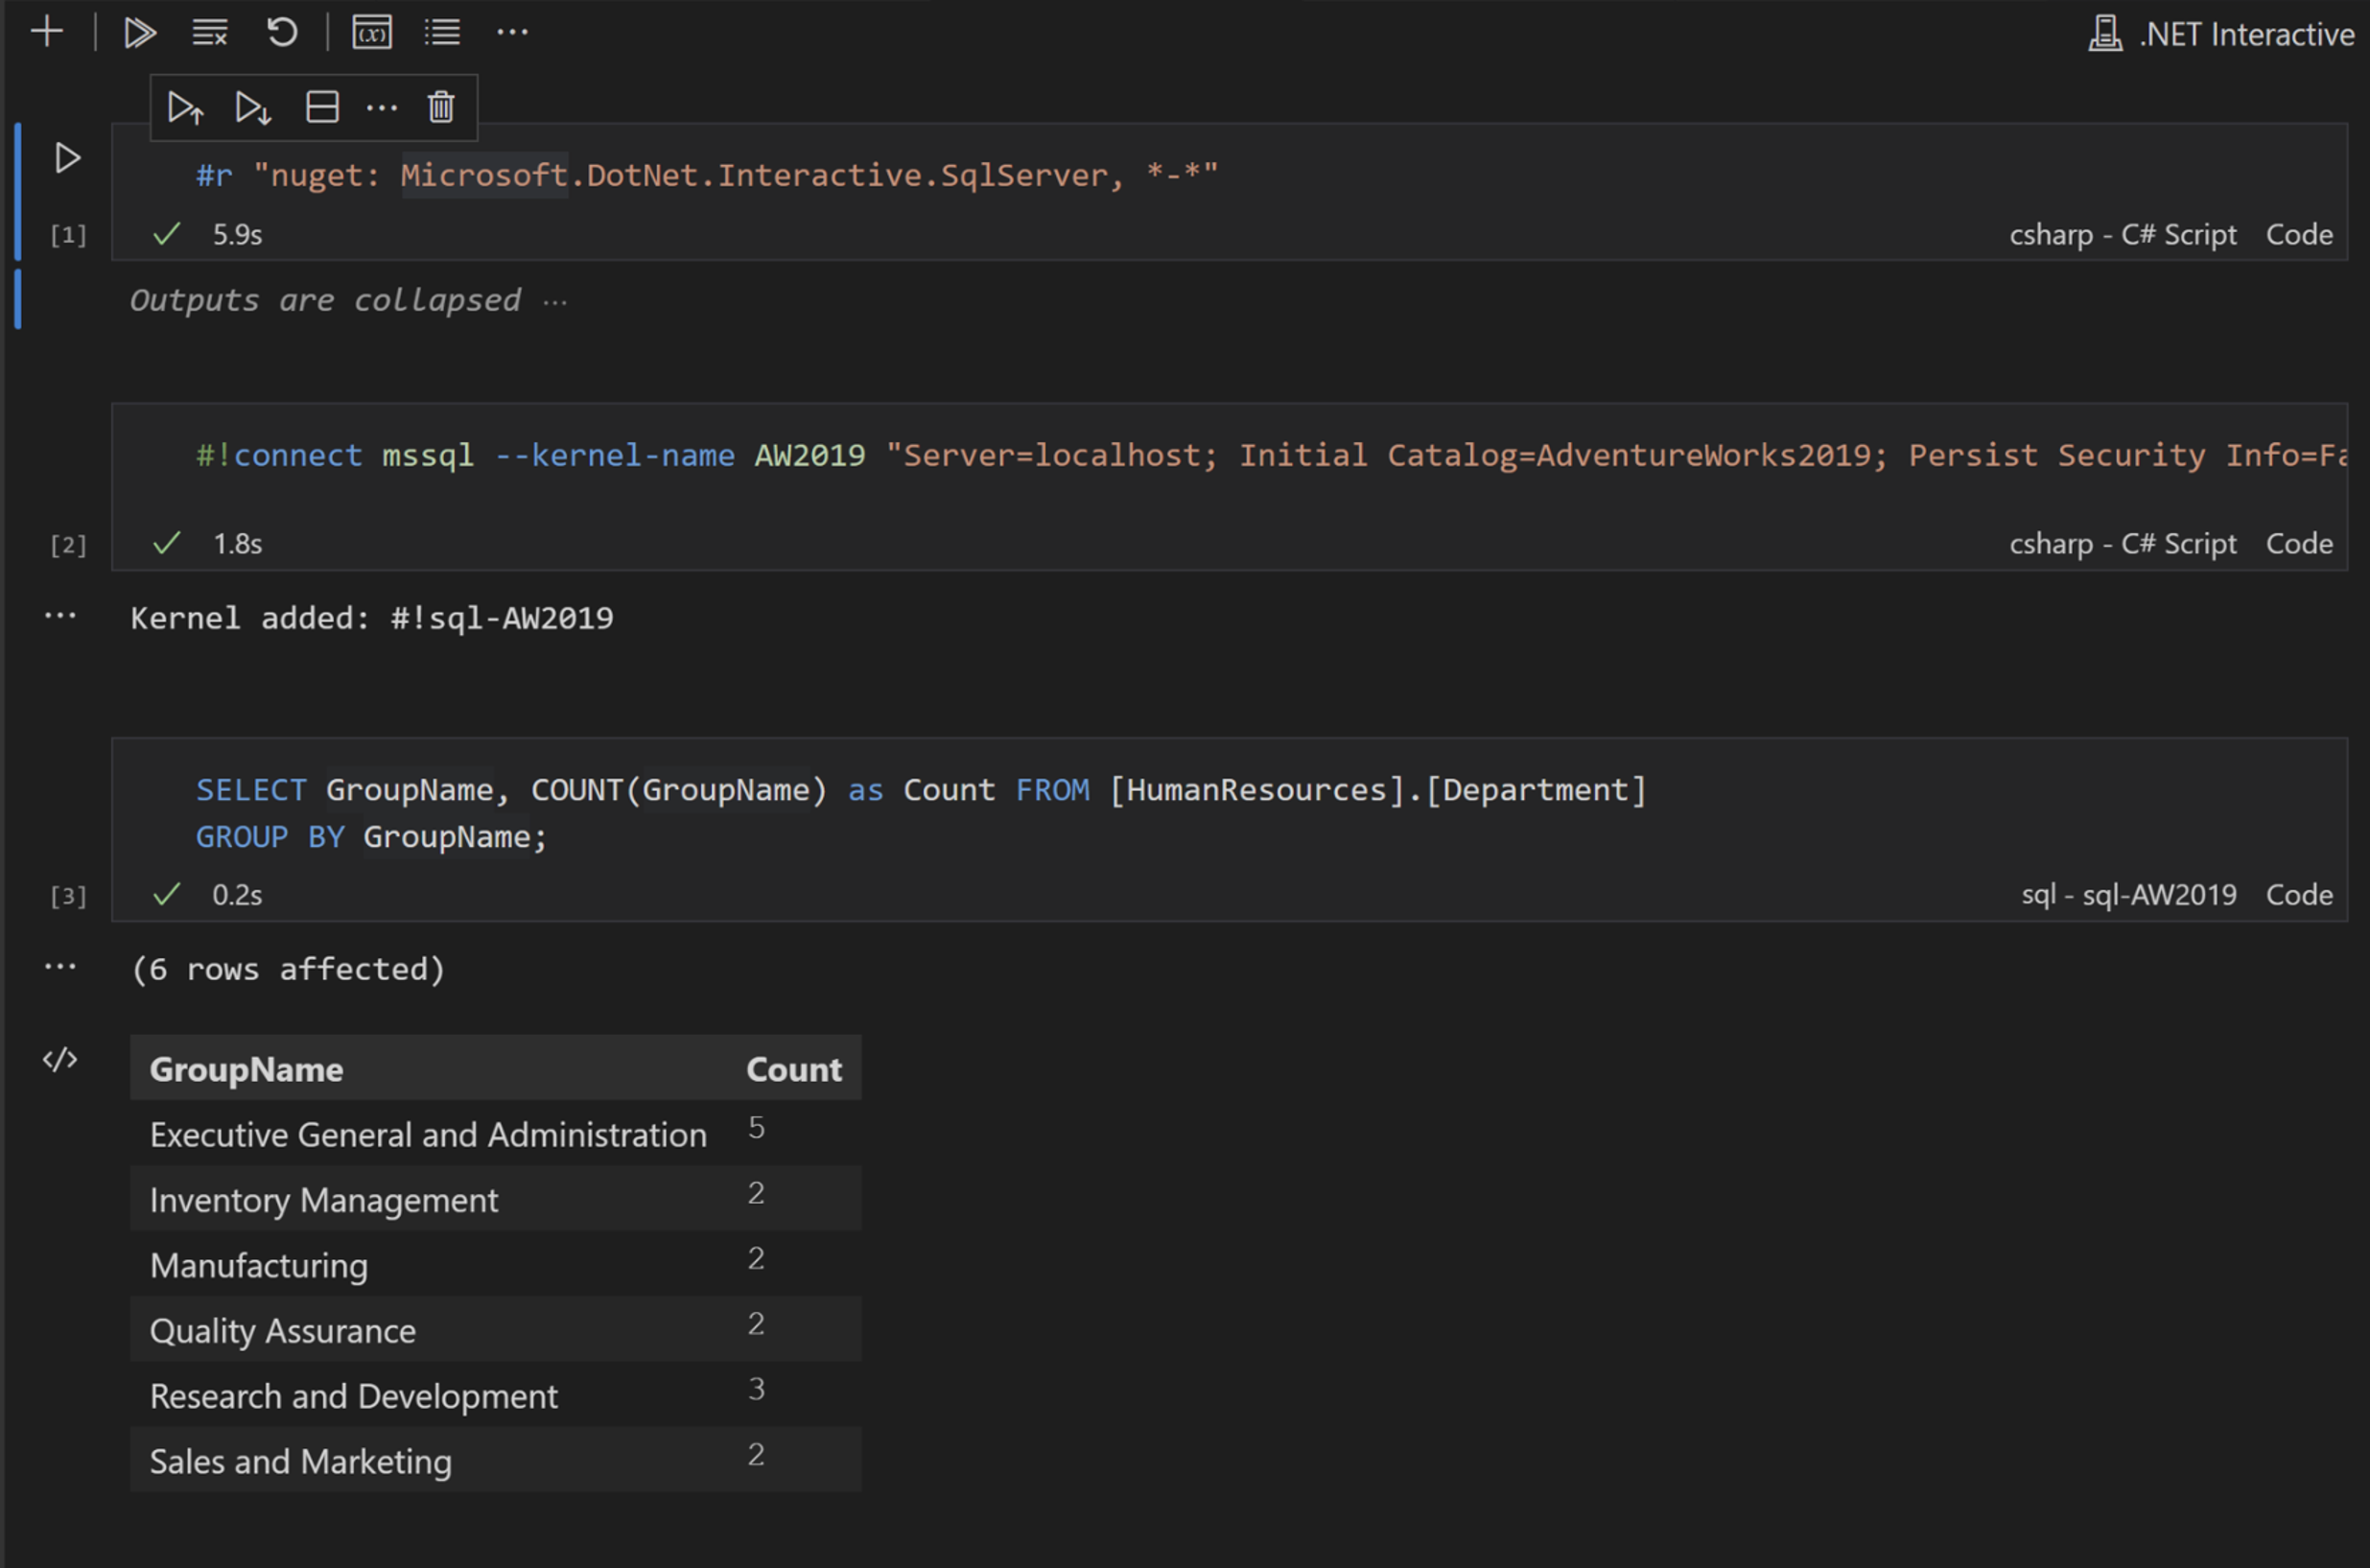 .NET Interactive
#r "nuget: Microsoft.DotNet.Interactive.SqlServer, *-*"
[1] 5.9s csharp - C# Script Code
Outputs are collapsed ...
#!connect mssql --kernel-name AW2019 "Server=localhost; Initial Catalog=AdventureWorks2019; Persist Security Info=Fa
[2] 1.8s csharp - C# Script Code
Kernel added: #!sql-AW2019
SELECT GroupName, COUNT(GroupName) as Count FROM [HumanResources].[Department]
GROUP BY GroupName;
[3] 0.2s sql - sql-AW2019 Code
(6 rows affected)
GroupName Count
Executive General and Administration 5
Inventory Management 2
Manufacturing 2
Quality Assurance 2
Research and Development 3
Sales and Marketing 2